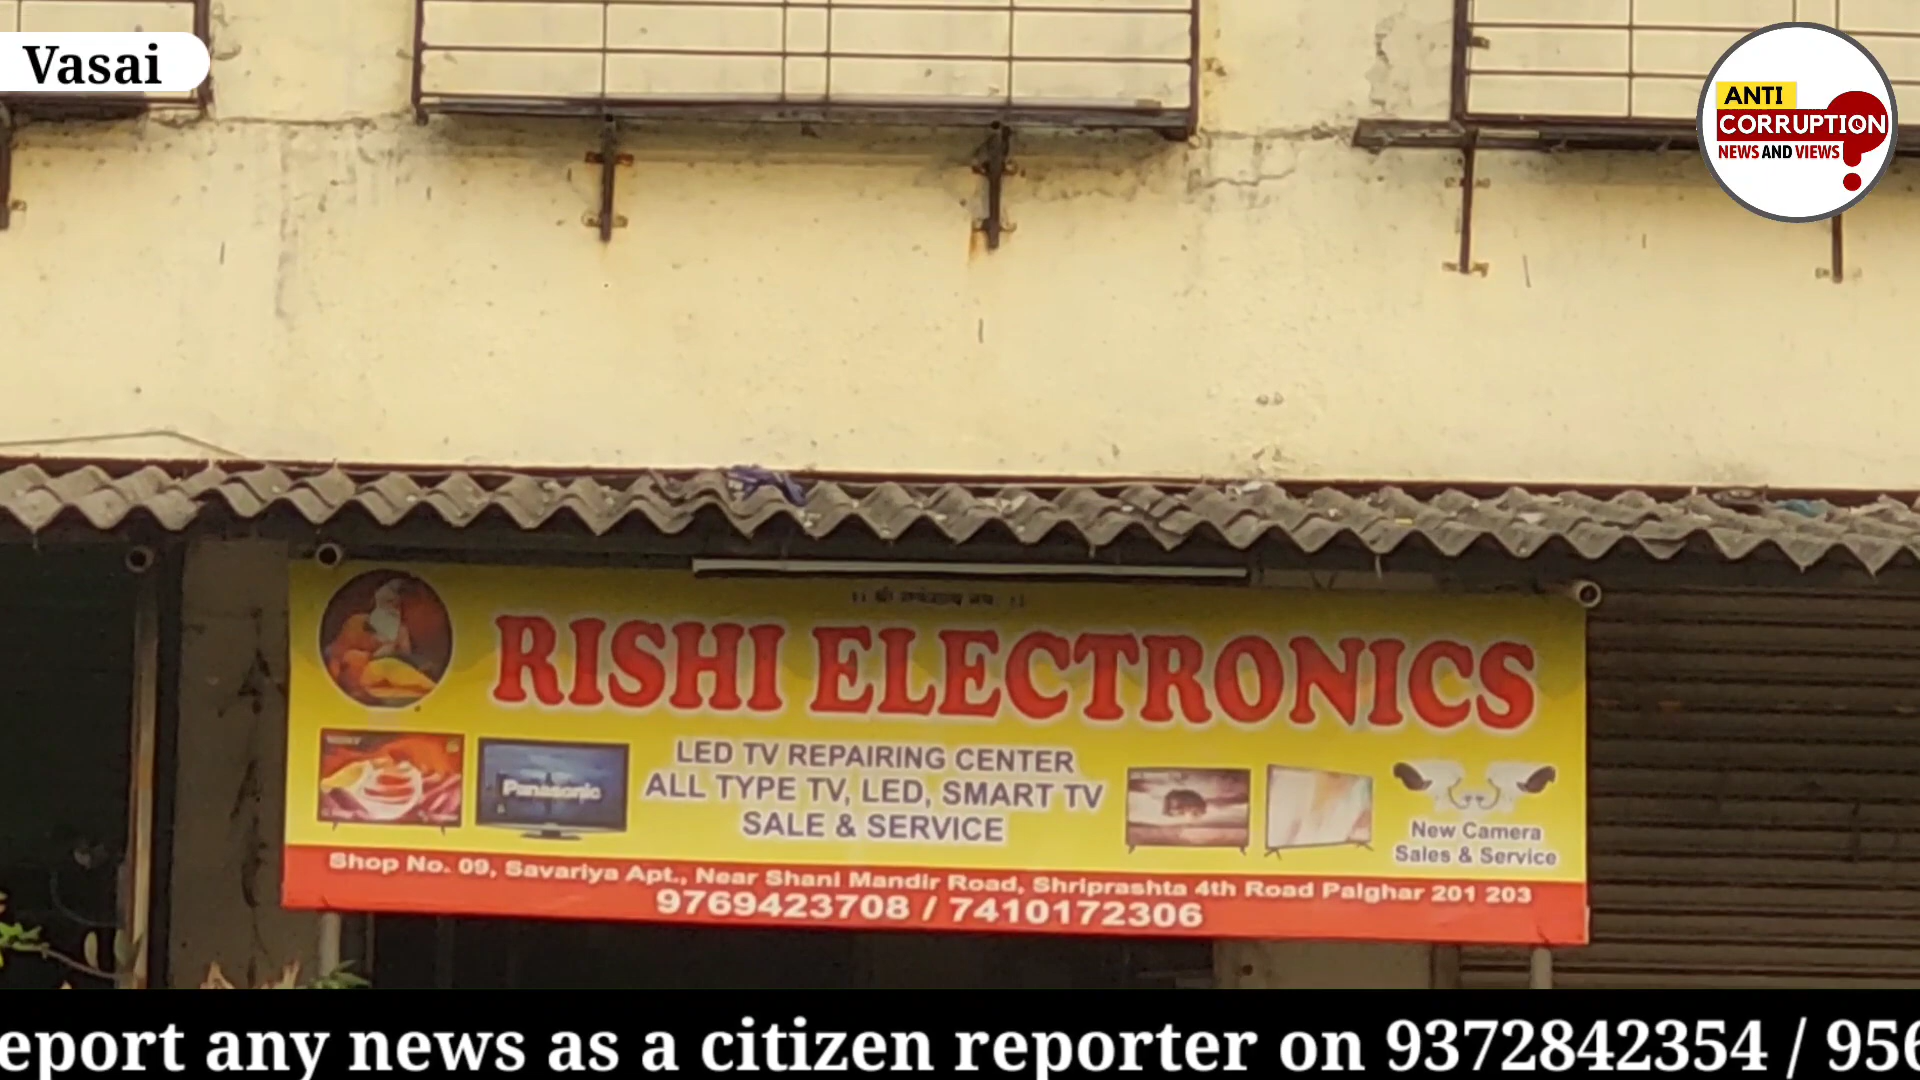 Vasai
ANTI
CORRUPTION
NEWS AND VIEWS
RISHI ELECTRONICS
Panasonic
LED TV REPAIRING CENTER
ALL TYPE TV, LED, SMART TV
SALE & SERVICE
New Camera
Sales & Service
Shop No. 09, Savariya Apt., Near Shani Mandir Road, Shriprashta 4th Road Palghar 201 203
9769423708 / 7410172306
eport any news as a citizen reporter on 9372842354 / 956